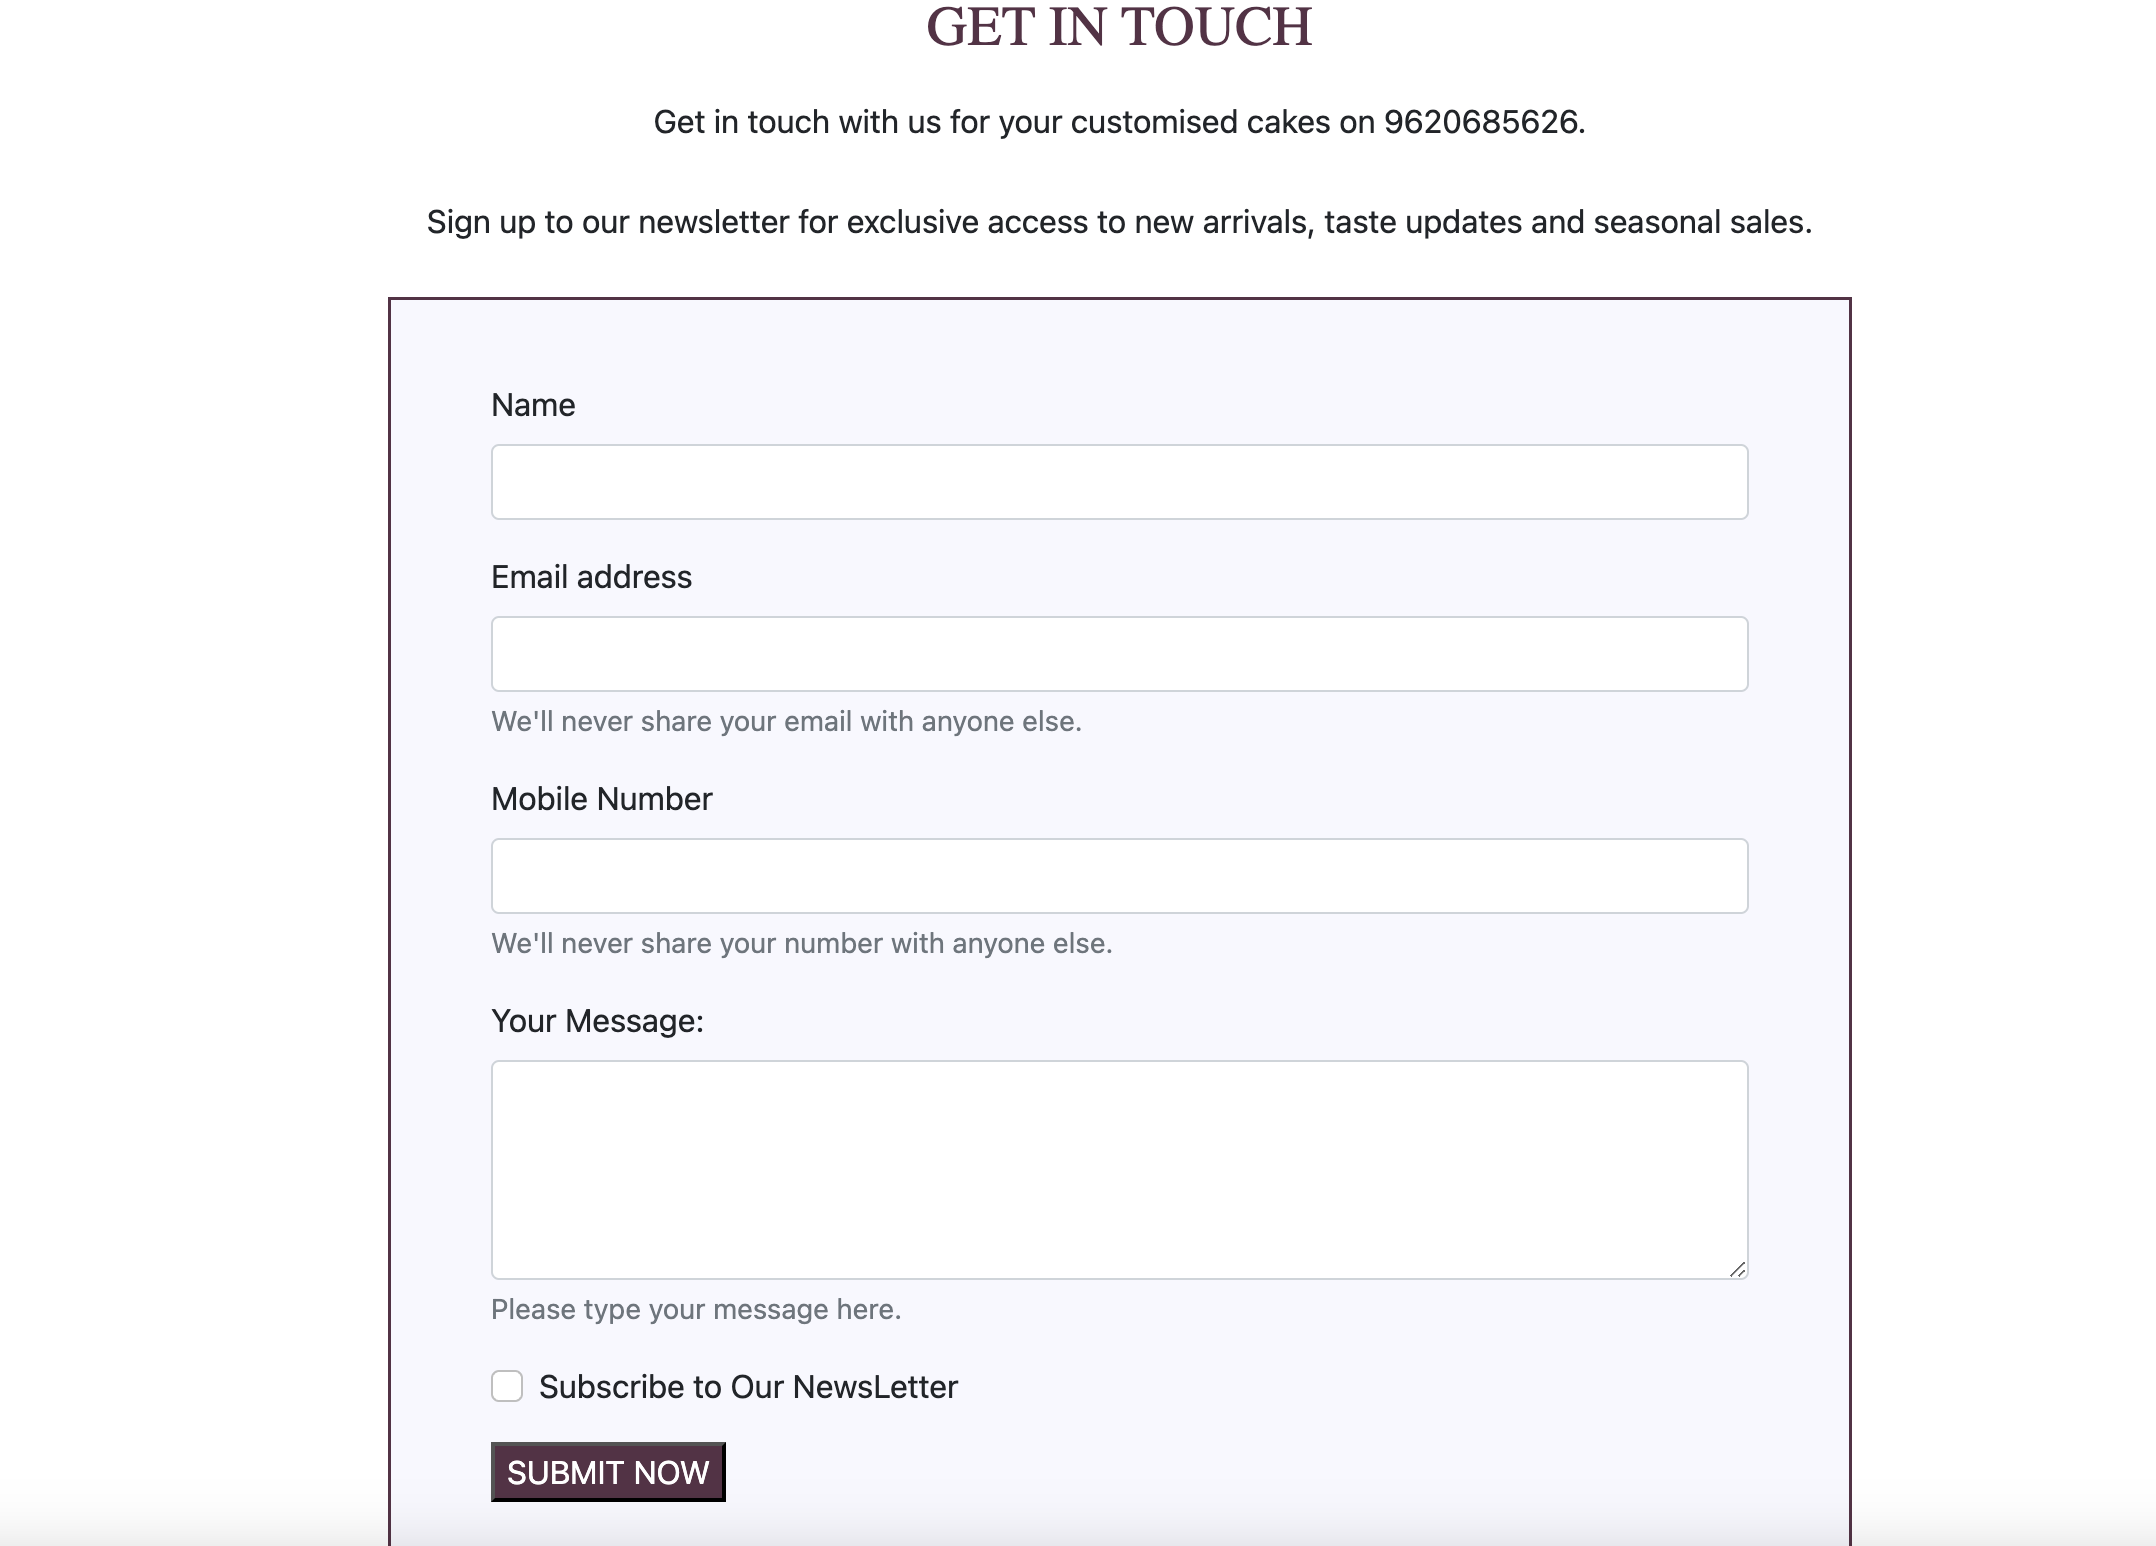 GET IN TOUCH
Get in touch with us for your customised cakes on 9620685626.
Sign up to our newsletter for exclusive access to new arrivals, taste updates and seasonal sales.
Name
Email address
We'll never share your email with anyone else.
Mobile Number
We'll never share your number with anyone else.
Your Message:
Please type your message here.
Subscribe to Our NewsLetter
SUBMIT NOW